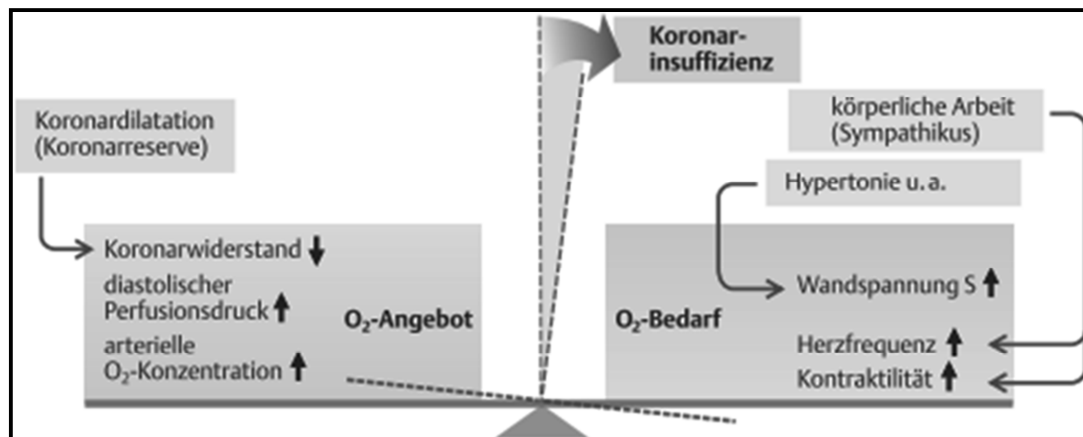 Koronar-
insuffizienz
Koronardilatation
(Koronarreserve)
körperliche Arbeit
(Sympathikus)
Hypertonie u. a.
Koronarwiderstand
diastolischer
Perfusionsdruck
arterielle
O₂-Konzentration
O₂-Angebot
O₂-Bedarf
Wandspannung S
Herzfrequenz
Kontraktilität